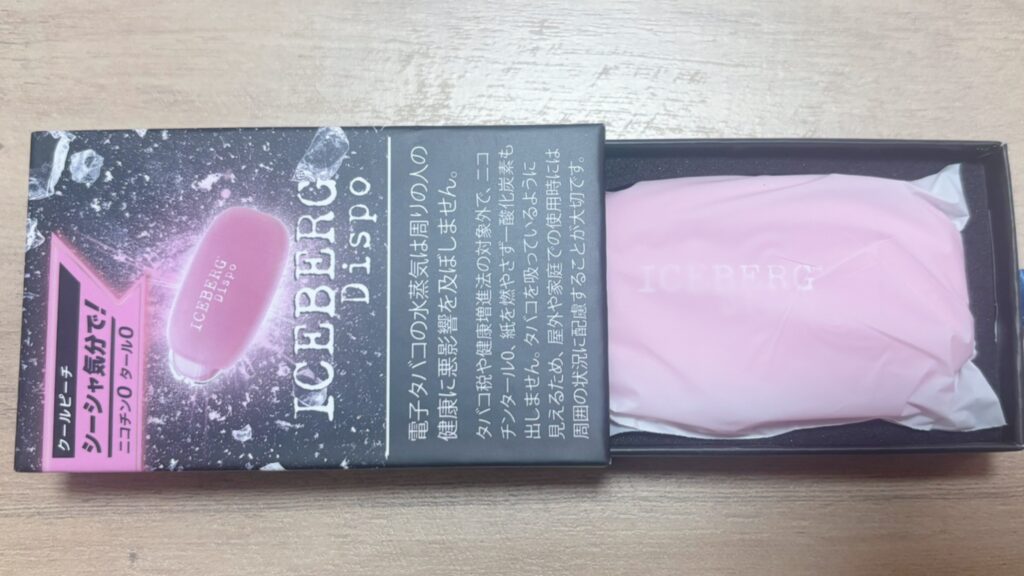 クールピーチ
シーシャ気分で!
ニコチン0 タール0
ICEBERG
Dispo
ICEBERG
Dispo
電子タバコの水蒸気は周りの人の
健康に悪影響を及ぼしません。
タバコ税や健康増進法の対象外で、ニコ
チンタール0、紙を燃やさず一酸化炭素も
出しません。タバコを吸っているように
見えるため、屋外や家庭での使用時には
周囲の状況に配慮することが大切です。
ICEBERG